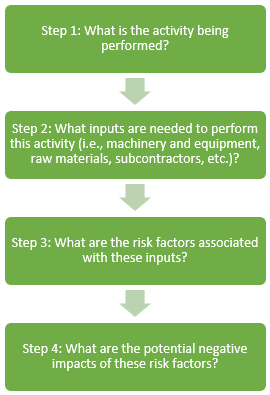 Step 1: What is the activity being
performed?
Step 2: What inputs are needed to perform
this activity (i.e., machinery and equipment,
raw materials, subcontractors, etc.)?
Step 3: What are the risk factors associated
with these inputs?
Step 4: What are the potential negative
impacts of these risk factors?